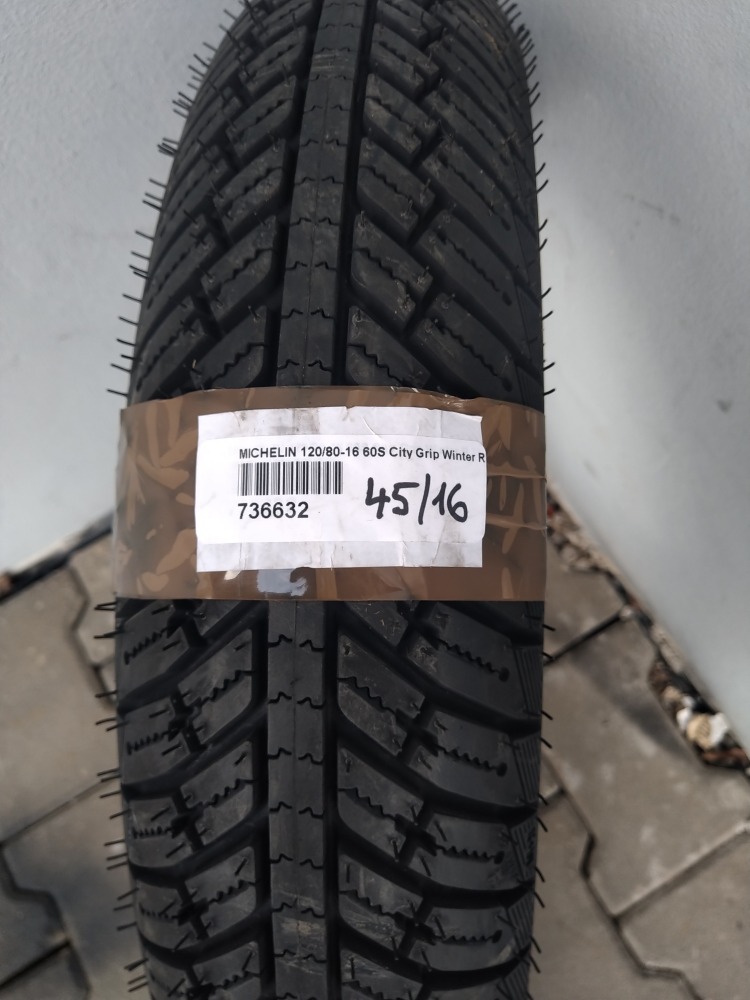 MICHELIN 120/80-16 60S City Grip Winter R
736632
45/16